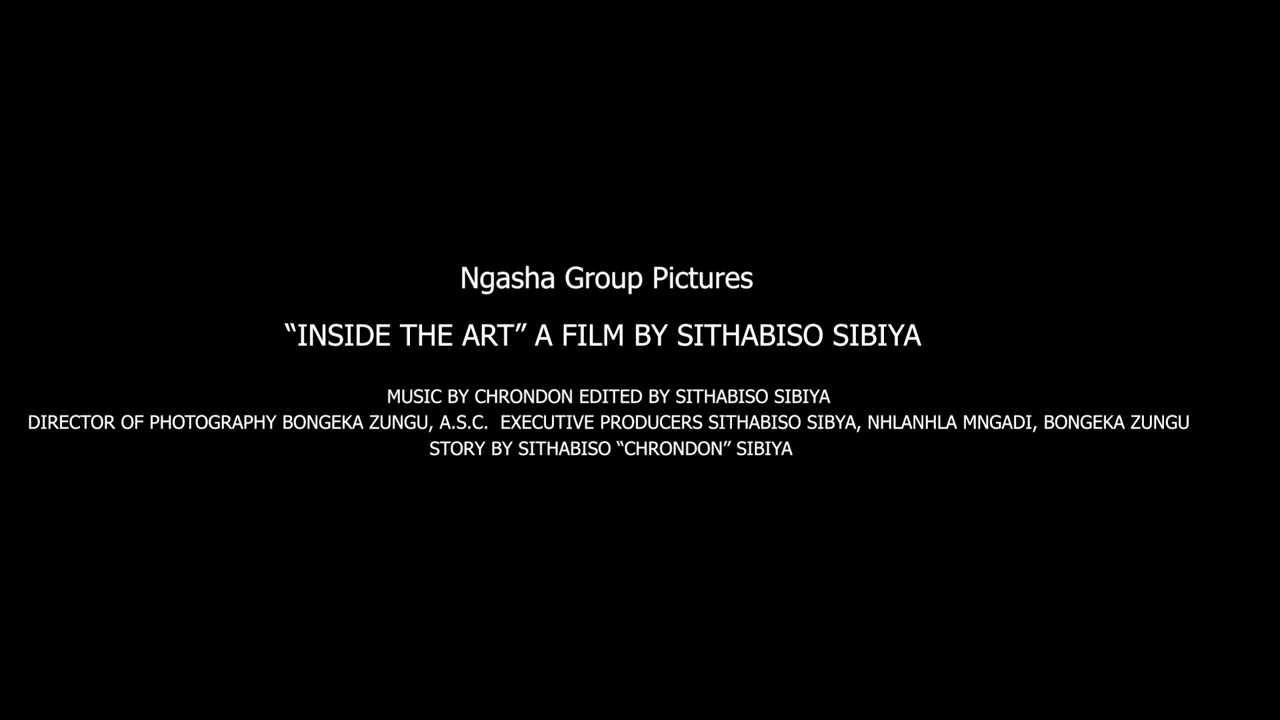 Ngasha Group Pictures
“INSIDE THE ART” A FILM BY SITHABISO SIBIYA
MUSIC BY CHRONDON EDITED BY SITHABISO SIBIYA
DIRECTOR OF PHOTOGRAPHY BONGEKA ZUNGU, A.S.C.  EXECUTIVE PRODUCERS SITHABISO SIBYA, NHLANHLA MNGADI, BONGEKA ZUNGU
STORY BY SITHABISO “CHRONDON” SIBIYA